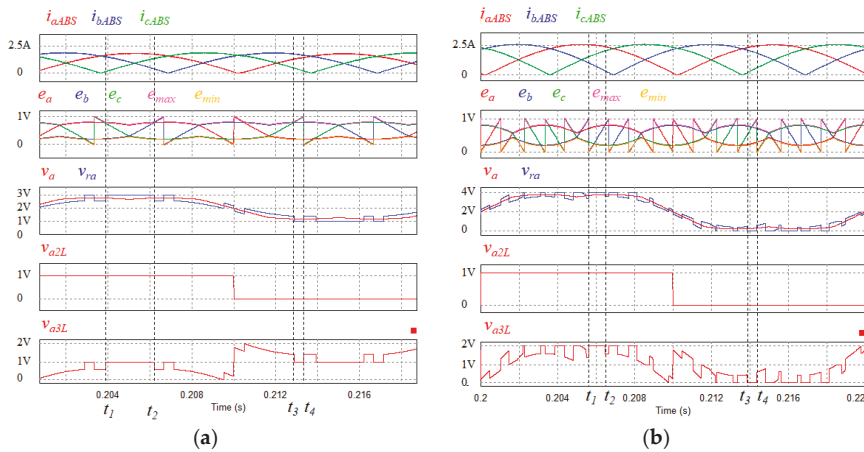 iaABS ibABS icABS
2.5A
0
ea eb ec emax emin
1V
0
va vra
3V
2V
1V
0
va2L
1V
0
va3L
2V
1V
0
0.204 0.208 0.212 0.216
Time (s)
t1 t2 t3 t4
(a)
iaABS ibABS icABS
2.5A
0
ea eb ec emax emin
1V
0
va vra
4V
2V
0
va2L
1V
0
va3L
2V
1V
0.
0.2 0.204 0.208 0.212 0.216 0.22
Time (s)
t1 t2 t3 t4
(b)